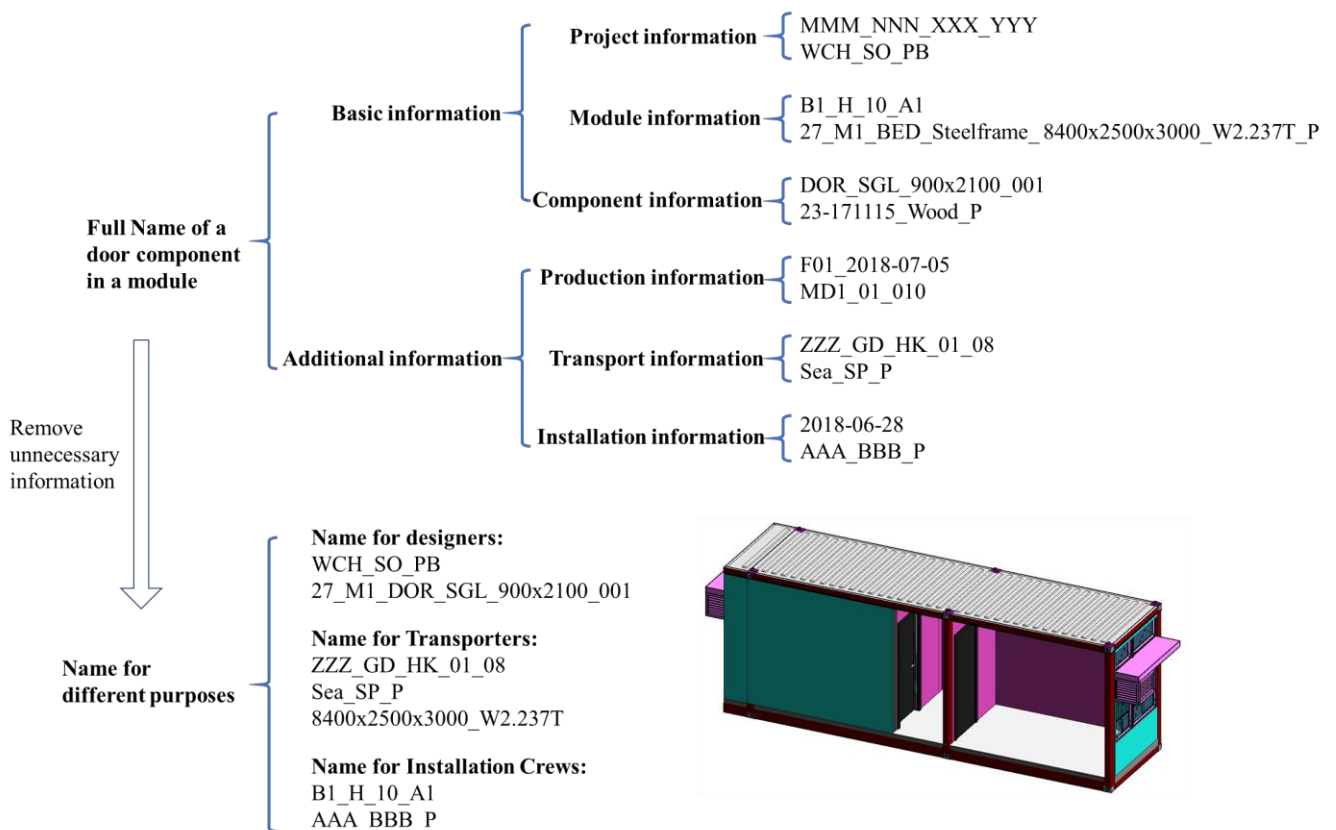 Project information
MMM_NNN_XXX_YYY
WCH_SO_PB
Basic information
Module information
B1_H_10_A1
27_M1_BED_Steelframe_ 8400x2500x3000_W2.237T_P
Component information
DOR_SGL_900x2100_001
23-171115_Wood_P
Full Name of a
door component
in a module
Production information
F01_2018-07-05
MD1_01_010
Additional information
Transport information
ZZZ_GD_HK_01_08
Sea_SP_P
Installation information
2018-06-28
AAA_BBB_P
Remove
unnecessary
information
Name for
different purposes
Name for designers:
WCH_SO_PB
27_M1_DOR_SGL_900x2100_001
Name for Transporters:
ZZZ_GD_HK_01_08
Sea_SP_P
8400x2500x3000_W2.237T
Name for Installation Crews:
B1_H_10_A1
AAA_BBB_P